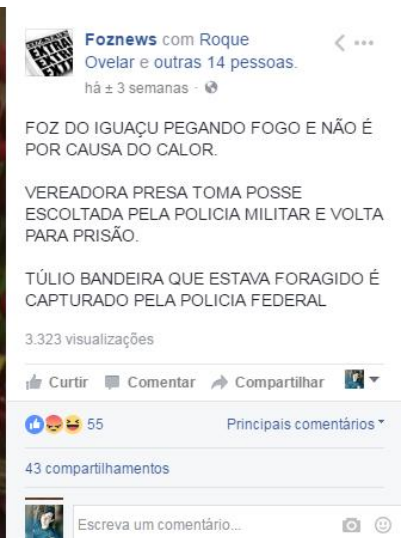 Foznews com Roque
Ovelar e outras 14 pessoas.
há ± 3 semanas ·
FOZ DO IGUAÇU PEGANDO FOGO E NÃO É
POR CAUSA DO CALOR.
VEREADORA PRESA TOMA POSSE
ESCOLTADA PELA POLICIA MILITAR E VOLTA
PARA PRISÃO.
TÚLIO BANDEIRA QUE ESTAVA FORAGIDO É
CAPTURADO PELA POLICIA FEDERAL
3.323 visualizações
Curtir Comentar Compartilhar
55 Principais comentários
43 compartilhamentos
Escreva um comentário...